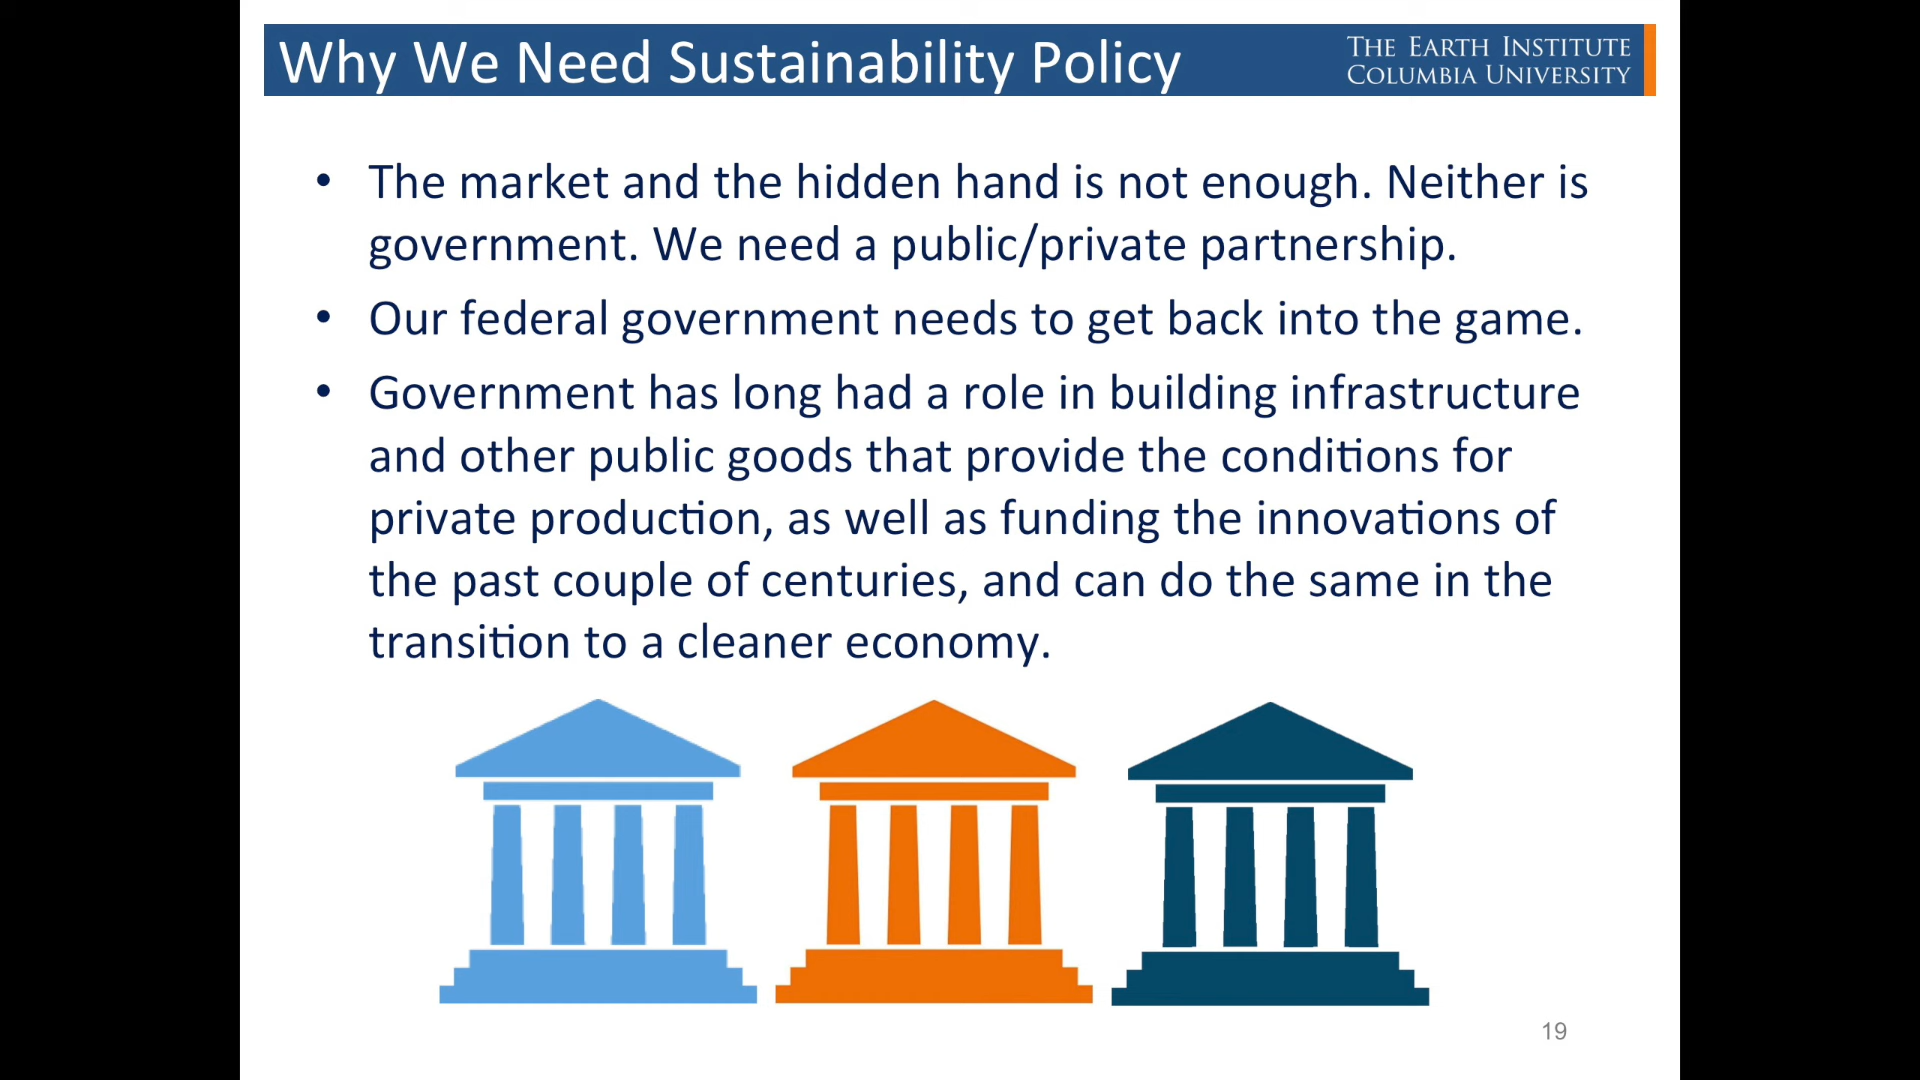 Why We Need Sustainability Policy
THE EARTH INSTITUTE
COLUMBIA UNIVERSITY
• The market and the hidden hand is not enough. Neither is
government. We need a public/private partnership.
• Our federal government needs to get back into the game.
• Government has long had a role in building infrastructure
and other public goods that provide the conditions for
private production, as well as funding the innovations of
the past couple of centuries, and can do the same in the
transition to a cleaner economy.
19